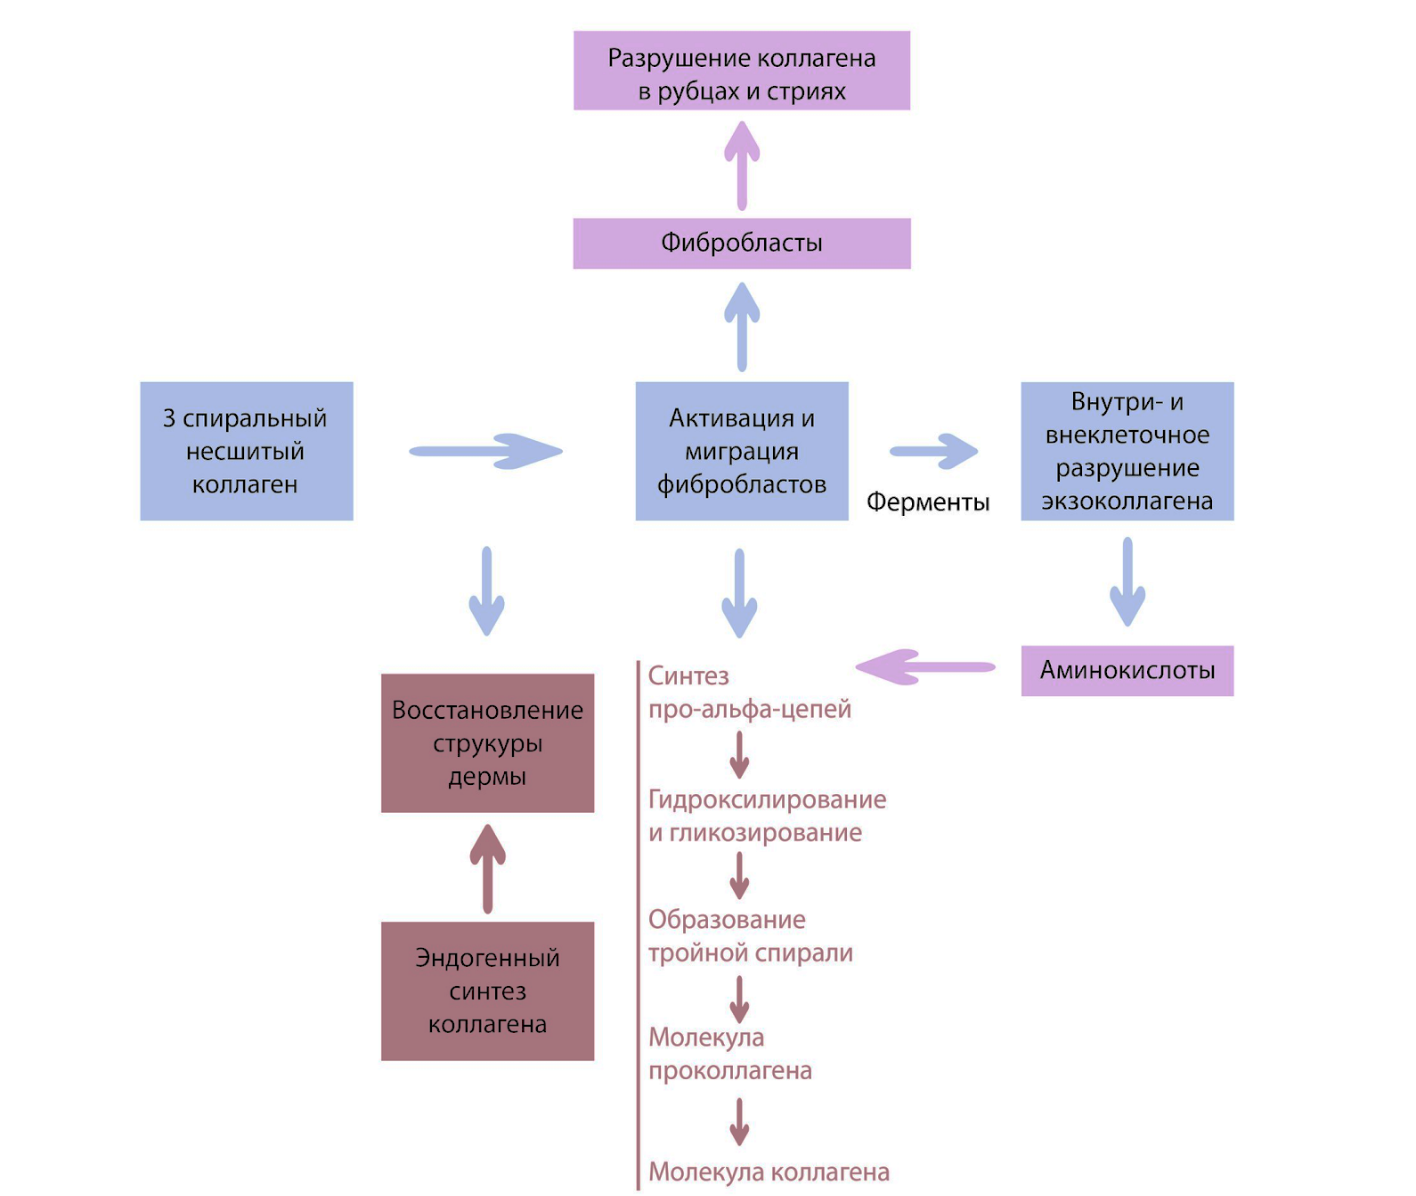 Разрушение коллагена
в рубцах и стриях
Фибробласты
3 спиральный
несшитый
коллаген
Активация и
миграция
фибробластов
Ферменты
Внутри- и
внеклеточное
разрушение
экзоколлагена
Аминокислоты
Восстановление
струкуры
дермы
Эндогенный
синтез
коллагена
Синтез
про-альфа-цепей
Гидроксилирование
и гликозирование
Образование
тройной спирали
Молекула
проколлагена
Молекула коллагена